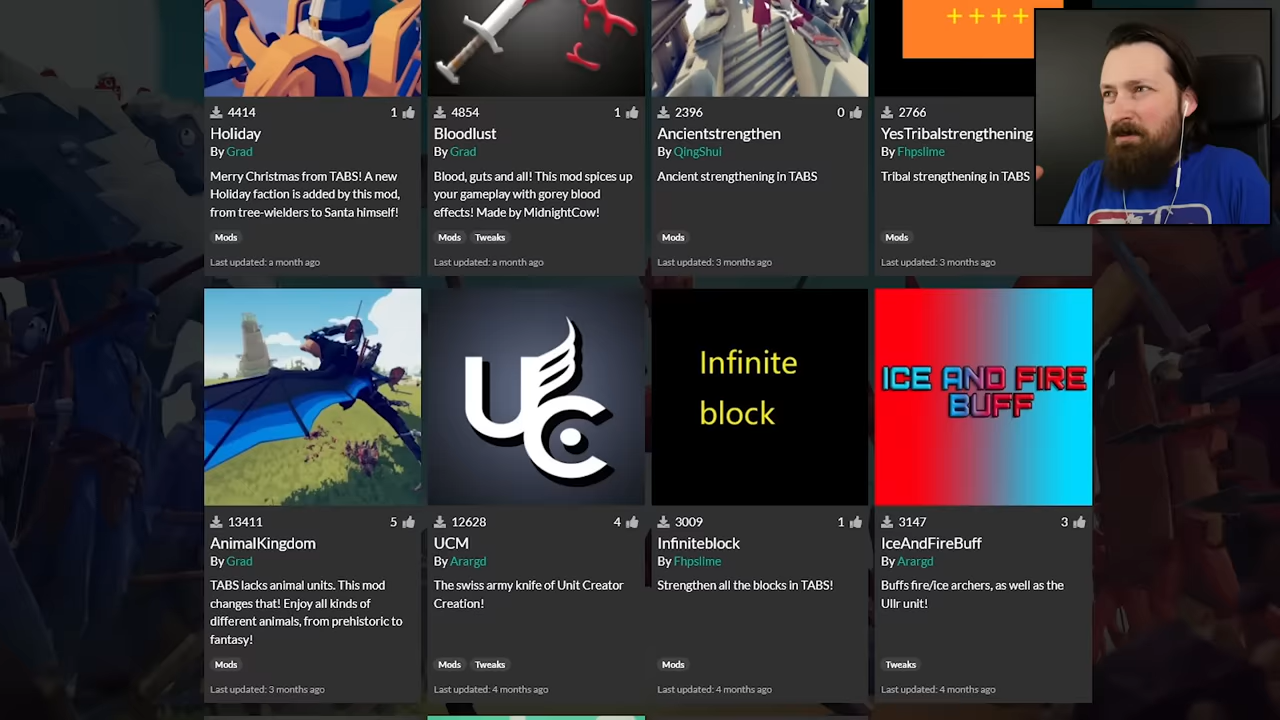 ++++
4414 1
4854 1
2396 0
2766
Holiday
Bloodlust
Ancientstrengthen
YesTribalstrengthening
By Grad
By Grad
By QingShui
By Fhpslime
Merry Christmas from TABS! A new
Holiday faction is added by this mod,
from tree-wielders to Santa himself!
Blood, guts and all! This mod spices up
your gameplay with gorey blood
effects! Made by MidnightCow!
Ancient strengthening in TABS
Tribal strengthening in TABS
Mods
Mods Tweaks
Mods
Mods
Last updated: a month ago
Last updated: a month ago
Last updated: 3 months ago
Last updated: 3 months ago
UC
Infinite
block
ICE AND FIRE
BUFF
13411 5
12628 4
3009 1
3147 3
AnimalKingdom
UCM
Infiniteblock
IceAndFireBuff
By Grad
By Arargd
By Fhpslime
By Arargd
TABS lacks animal units. This mod
changes that! Enjoy all kinds of
different animals, from prehistoric to
fantasy!
The swiss army knife of Unit Creator
Creation!
Strengthen all the blocks in TABS!
Buffs fire/ice archers, as well as the
Ullr unit!
Mods
Mods Tweaks
Mods
Tweaks
Last updated: 3 months ago
Last updated: 4 months ago
Last updated: 4 months ago
Last updated: 4 months ago